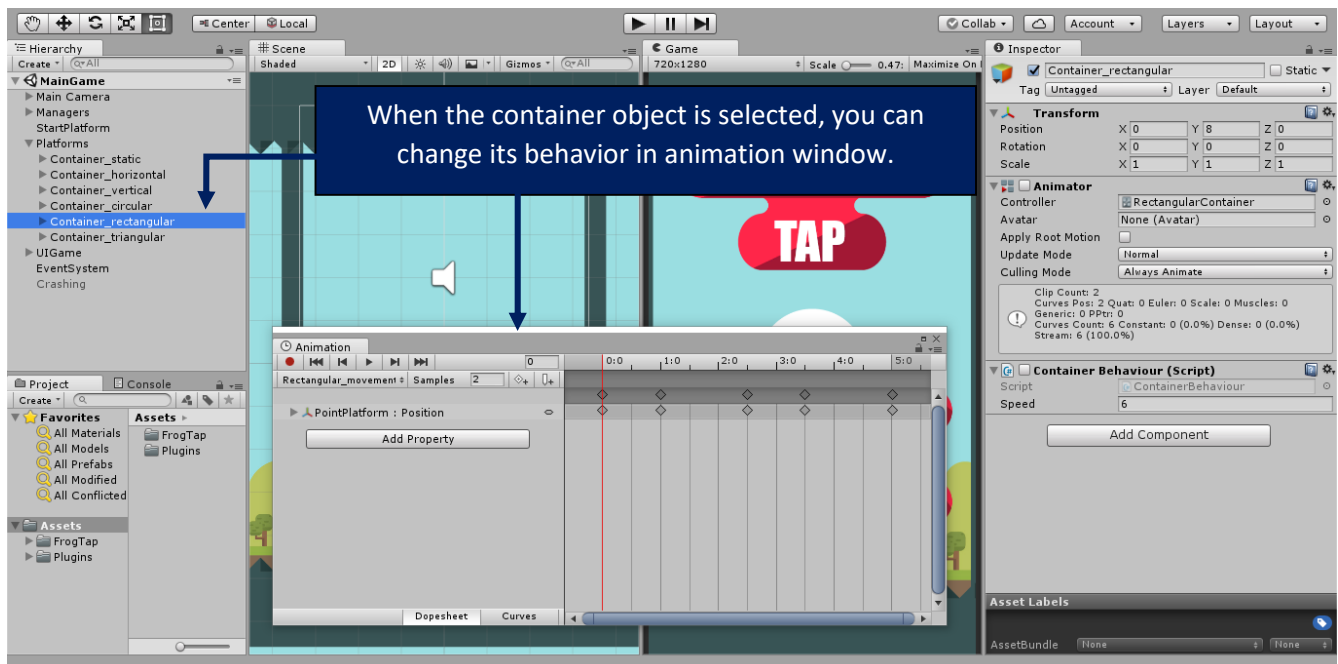 Center
Local
Collab
Account
Layers
Layout
Hierarchy
Create
All
MainGame
Main Camera
Managers
StartPlatform
Platforms
Container_static
Container_horizontal
Container_vertical
Container_circular
Container_rectangular
Container_triangular
UIGame
EventSystem
Crashing
Scene
Shaded
2D
Gizmos
All
Game
720x1280
Scale 0.47:
Maximize On
When the container object is selected, you can
change its behavior in animation window.
TAP
Animation
0
0:0 1:0 2:0 3:0 4:0 5:0
Rectangular_movement Samples 2
PointPlatform : Position
Add Property
Dopesheet Curves
Project Console
Create
Favorites
All Materials
All Models
All Prefabs
All Modified
All Conflicted
Assets
FrogTap
Plugins
Assets
FrogTap
Plugins
Inspector
Container_rectangular
Static
Tag Untagged Layer Default
Transform
Position X 0 Y 8 Z 0
Rotation X 0 Y 0 Z 0
Scale X 1 Y 1 Z 1
Animator
Controller RectangularContainer
Avatar None (Avatar)
Apply Root Motion
Update Mode Normal
Culling Mode Always Animate
Clip Count: 2
Curves Pos: 2 Quat: 0 Euler: 0 Scale: 0 Muscles: 0
Generic: 0 PPtr: 0
Curves Count: 6 Constant: 0 (0.0%) Dense: 0 (0.0%)
Stream: 6 (100.0%)
Container Behaviour (Script)
Script ContainerBehaviour
Speed 6
Add Component
Asset Labels
AssetBundle None None